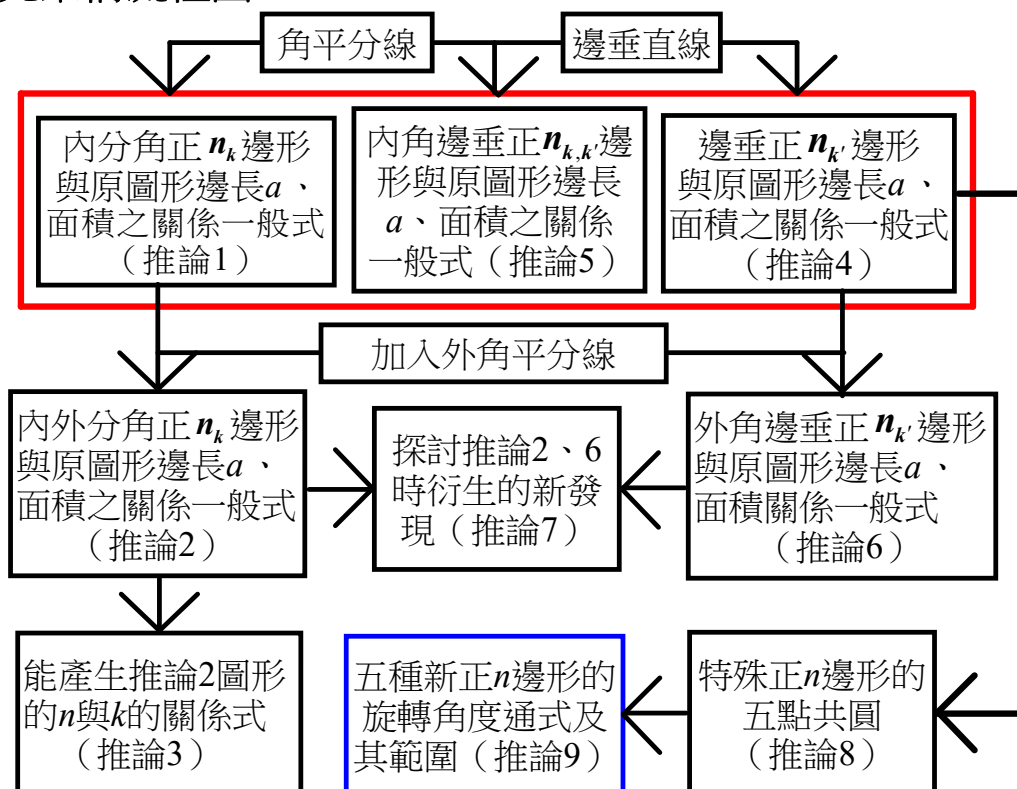 角平分線
邊垂直線
內分角正 nk 邊形
與原圖形邊長a、
面積之關係一般式
（推論1）
內角邊垂正nk,k'邊
形與原圖形邊長
a、面積之關係
一般式（推論5）
邊垂正 nk' 邊形
與原圖形邊長a、
面積之關係一般式
（推論4）
加入外角平分線
內外分角正 nk 邊形
與原圖形邊長a、
面積之關係一般式
（推論2）
探討推論2、6
時衍生的新發
現（推論7）
外角邊垂正 nk' 邊形
與原圖形邊長a、
面積關係一般式
（推論6）
能產生推論2圖形
的n與k的關係式
（推論3）
五種新正n邊形的
旋轉角度通式及
其範圍（推論9）
特殊正n邊形的
五點共圓
（推論8）